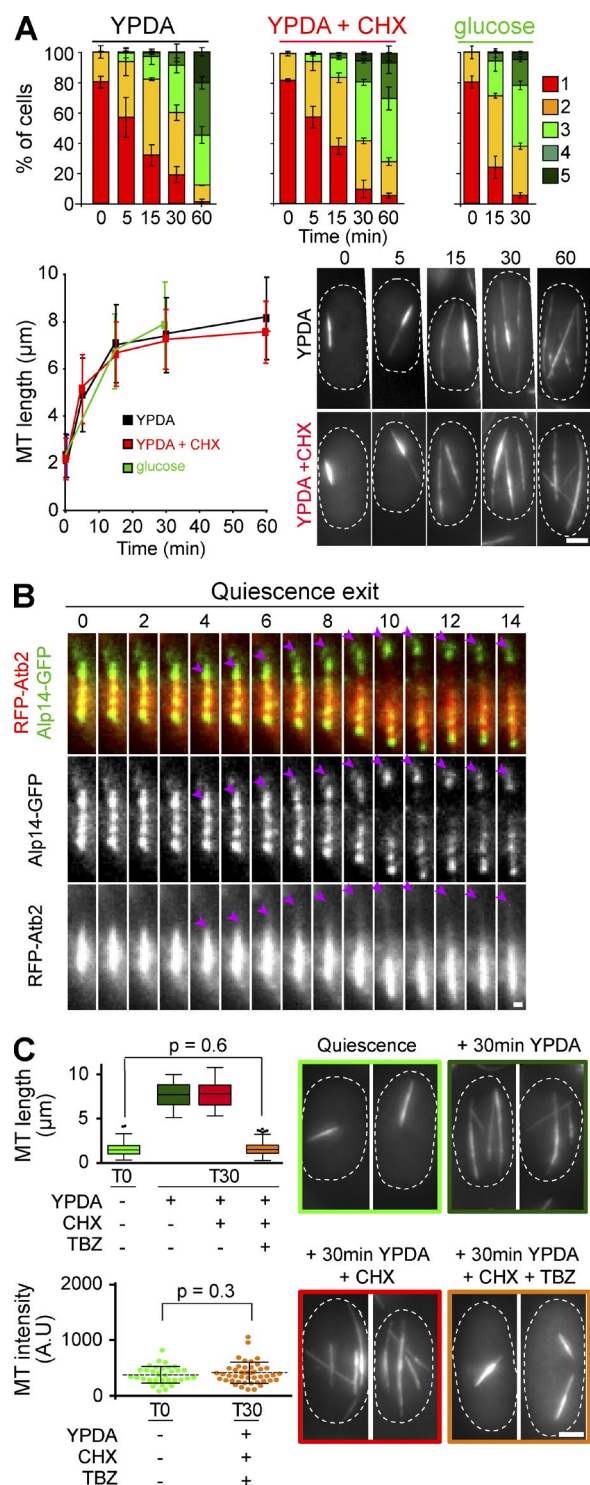 A
YPDA YPDA + CHX glucose
% of cells
100
80
60
40
20
0
0 5 15 30 60 0 5 15 30 60 0 15 30
Time (min)
1
2
3
4
5
MT length (µm)
10
8
6
4
2
0
0 10 20 30 40 50 60
Time (min)
YPDA
YPDA + CHX
glucose
0 5 15 30 60
YPDA
YPDA +CHX
B
Quiescence exit
0 2 4 6 8 10 12 14
RFP-Atb2
Alp14-GFP
Alp14-GFP
RFP-Atb2
C
MT length
(µm)
10
5
0
p = 0.6
T0 T30
YPDA - + + +
CHX - - + +
TBZ - - - +
MT intensity
(A.U)
2000
1000
0
p = 0.3
T0 T30
YPDA - +
CHX - +
TBZ - +
Quiescence + 30min YPDA
+ 30min YPDA
+ CHX
+ 30min YPDA
+ CHX + TBZ